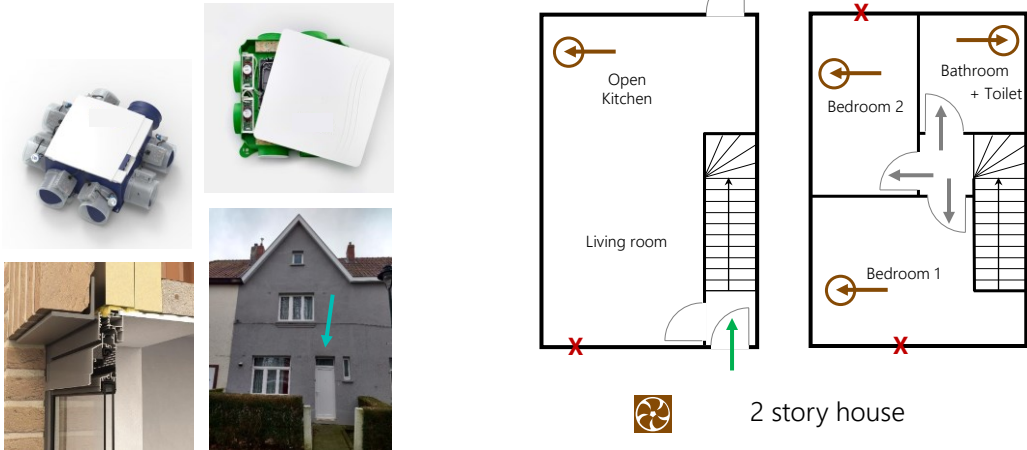 Open
Kitchen
Living room
X
X
Bedroom 2
Bathroom
+ Toilet
Bedroom 1
X
2 story house